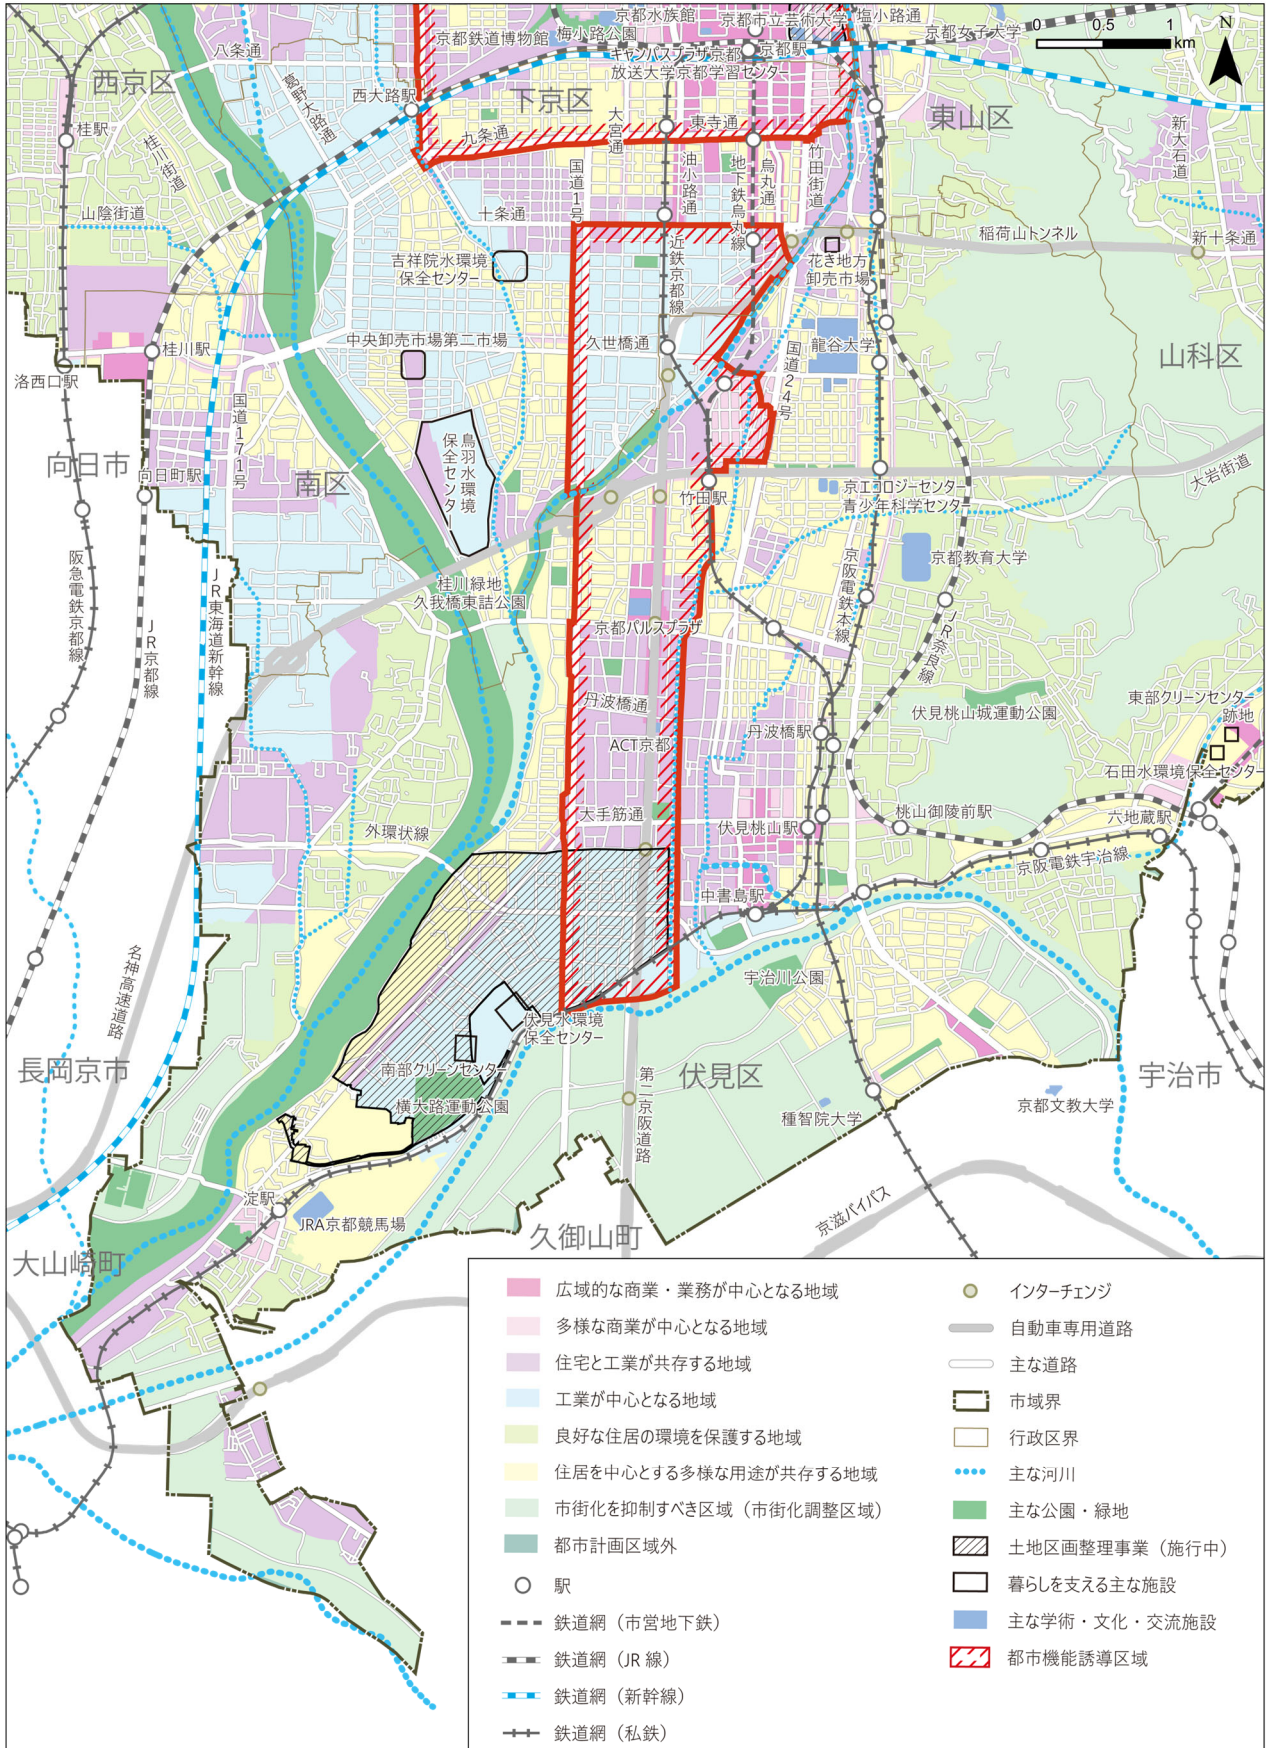 京都水族館
京都市立芸術大学
塩小路通
京都鉄道博物館
梅小路公園
京都女子大学
キャンパスプラザ京都
京都駅
放送大学京都学習センター
0 0.5 1
km
N
八条通
西京区
葛野大路通
西大路駅
下京区
大宮通
東寺通
東山区
新大石道
桂駅
桂川街道
九条通
国道1号
油小路通
地下鉄烏丸線
烏丸通
竹田街道
山陰街道
十条通
稲荷山トンネル
新十条通
近鉄京都線
吉祥院水環境
保全センター
花き地方
卸売市場
中央卸売市場第二市場
久世橋通
国道24号
龍谷大学
山科区
桂川駅
洛西口駅
国道171号
向日市
向日町駅
南区
鳥羽水環境
保全センター
竹田駅
京エコロジーセンター
青少年科学センター
大岩街道
阪急電鉄京都線
JR京都線
JR東海道新幹線
桂川緑地
久我橋東詰公園
京阪電鉄本線
京都教育大学
JR奈良線
京都パルスプラザ
丹波橋通
伏見桃山城運動公園
東部クリーンセンター
跡地
ACT京都
丹波橋駅
石田水環境保全センター
大手筋通
外環状線
伏見桃山駅
桃山御陵前駅
六地蔵駅
京阪電鉄宇治線
中書島駅
名神高速道路
宇治川公園
伏見水環境
保全センター
長岡京市
南部クリーンセンター
横大路運動公園
第二京阪道路
伏見区
種智院大学
京都文教大学
宇治市
淀駅
JRA京都競馬場
久御山町
京滋バイパス
大山崎町
広域的な商業・業務が中心となる地域
多様な商業が中心となる地域
住宅と工業が共存する地域
工業が中心となる地域
良好な住居の環境を保護する地域
住居を中心とする多様な用途が共存する地域
市街化を抑制すべき区域（市街化調整区域）
都市計画区域外
駅
鉄道網（市営地下鉄）
鉄道網（JR 線）
鉄道網（新幹線）
鉄道網（私鉄）
インターチェンジ
自動車専用道路
主な道路
市域界
行政区界
主な河川
主な公園・緑地
土地区画整理事業（施行中）
暮らしを支える主な施設
主な学術・文化・交流施設
都市機能誘導区域